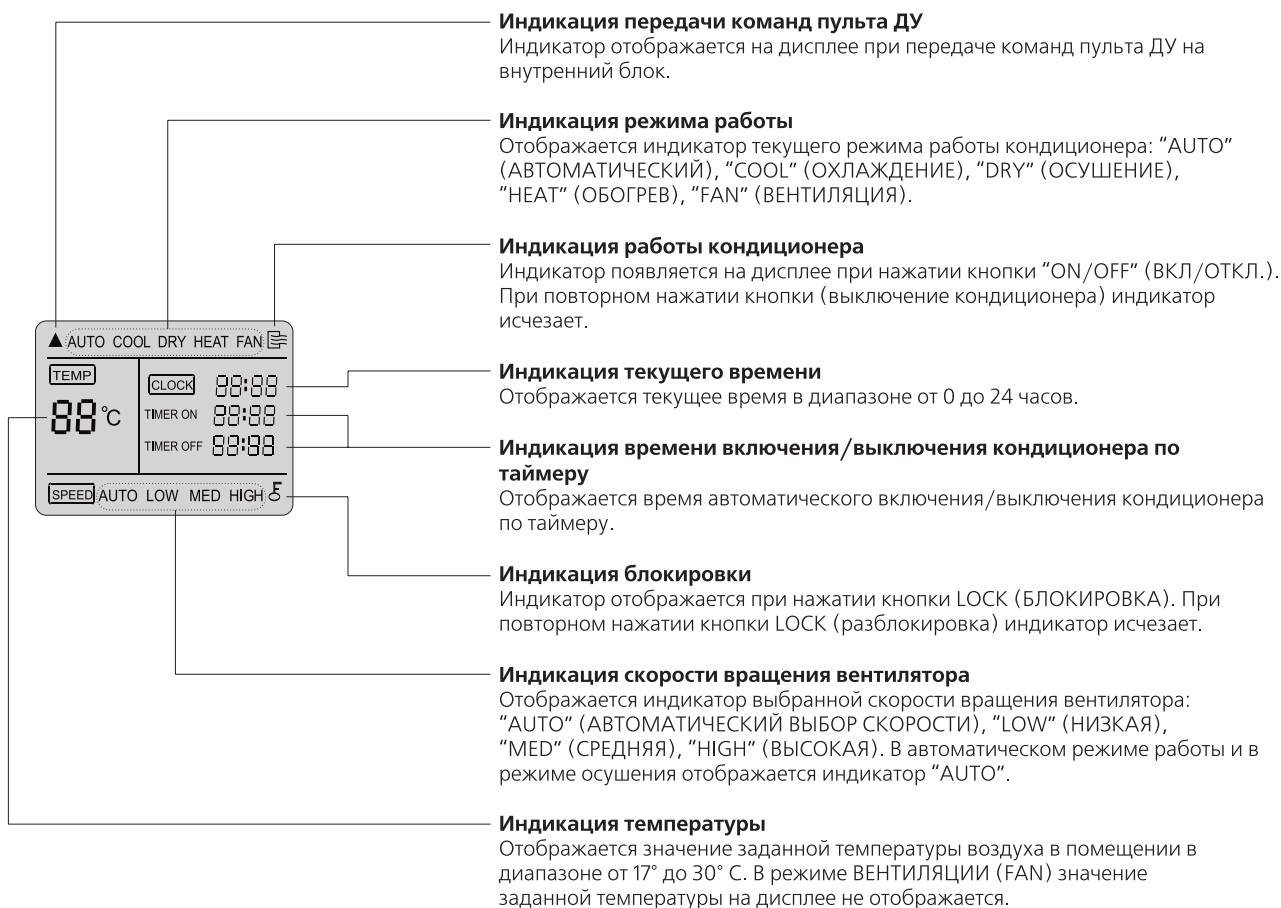 Индикация передачи команд пульта ДУ
Индикатор отображается на дисплее при передаче команд пульта ДУ на
внутренний блок.
Индикация режима работы
Отображается индикатор текущего режима работы кондиционера: “AUTO”
(АВТОМАТИЧЕСКИЙ), “COOL” (ОХЛАЖДЕНИЕ), “DRY” (ОСУШЕНИЕ),
“HEAT” (ОБОГРЕВ), “FAN” (ВЕНТИЛЯЦИЯ).
Индикация работы кондиционера
Индикатор появляется на дисплее при нажатии кнопки “ON/OFF” (ВКЛ/ОТКЛ.).
При повторном нажатии кнопки (выключение кондиционера) индикатор
исчезает.
AUTO COOL DRY HEAT FAN
TEMP
88°C
CLOCK 88:88
TIMER ON 88:88
TIMER OFF 88:88
SPEED AUTO LOW MED HIGH
Индикация текущего времени
Отображается текущее время в диапазоне от 0 до 24 часов.
Индикация времени включения/выключения кондиционера по
таймеру
Отображается время автоматического включения/выключения кондиционера
по таймеру.
Индикация блокировки
Индикатор отображается при нажатии кнопки LOCK (БЛОКИРОВКА). При
повторном нажатии кнопки LOCK (разблокировка) индикатор исчезает.
Индикация скорости вращения вентилятора
Отображается индикатор выбранной скорости вращения вентилятора:
“AUTO” (АВТОМАТИЧЕСКИЙ ВЫБОР СКОРОСТИ), “LOW” (НИЗКАЯ),
“MED” (СРЕДНЯЯ), “HIGH” (ВЫСОКАЯ). В автоматическом режиме работы и в
режиме осушения отображается индикатор “AUTO”.
Индикация температуры
Отображается значение заданной температуры воздуха в помещении в
диапазоне от 17° до 30° С. В режиме ВЕНТИЛЯЦИИ (FAN) значение
заданной температуры на дисплее не отображается.